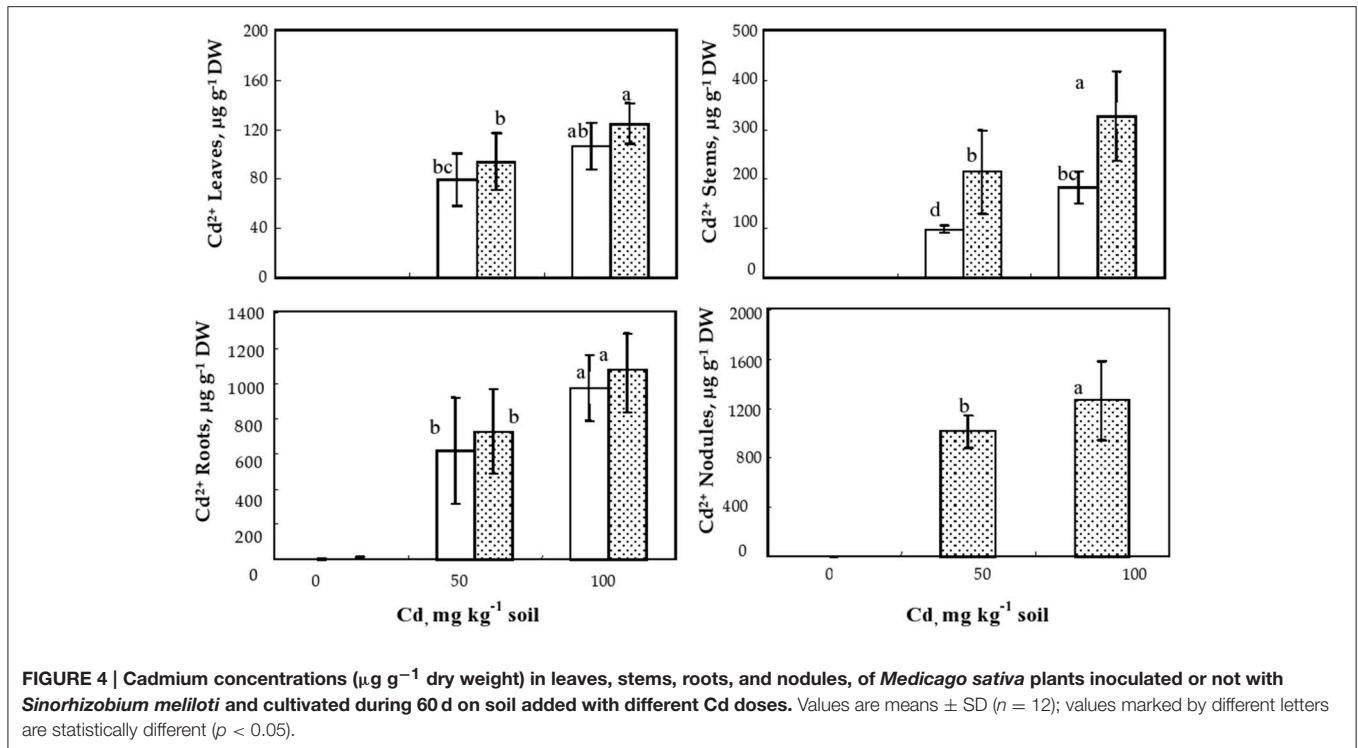 200
160
120
80
40
0
Cd²⁺ Leaves, µg g⁻¹ DW
bc
b
ab
a
500
400
300
200
100
0
Cd²⁺ Stems, µg g⁻¹ DW
d
b
bc
a
1400
1200
1000
800
600
400
200
0
Cd²⁺ Roots, µg g⁻¹ DW
b
b
a
a
0
50
100
Cd, mg kg⁻¹ soil
2000
1600
1200
800
400
0
Cd²⁺ Nodules, µg g⁻¹ DW
b
a
0
50
100
Cd, mg kg⁻¹ soil
FIGURE 4 | Cadmium concentrations (µg g⁻¹ dry weight) in leaves, stems, roots, and nodules, of Medicago sativa plants inoculated or not with
Sinorhizobium meliloti and cultivated during 60 d on soil added with different Cd doses. Values are means ± SD (n = 12); values marked by different letters
are statistically different (p < 0.05).